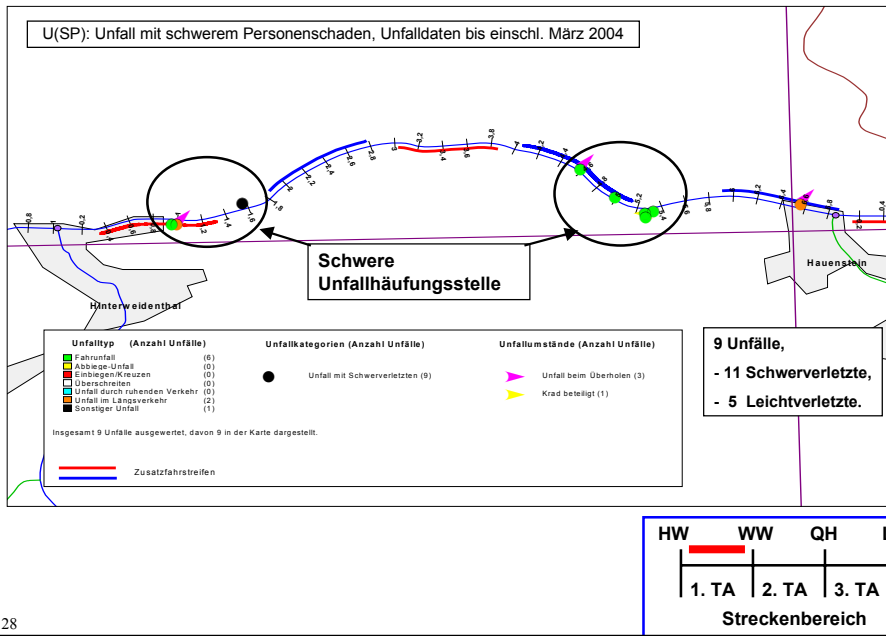 U(SP): Unfall mit schwerem Personenschaden, Unfalldaten bis einschl. März 2004
Schwere
Unfallhäufungsstelle
Hinterweidenthal
Hauenstein
Unfalltyp (Anzahl Unfälle)
Fahrunfall (6)
Abbiege-Unfall (0)
Einbiegen/Kreuzen (0)
Überschreiten (0)
Unfall durch ruhenden Verkehr (0)
Unfall im Längsverkehr (2)
Sonstiger Unfall (1)
Insgesamt 9 Unfälle ausgewertet, davon 9 in der Karte dargestellt.
Zusatzfahrstreifen
Unfallkategorien (Anzahl Unfälle)
Unfall mit Schwerverletzten (9)
Unfallumstände (Anzahl Unfälle)
Unfall beim Überholen (3)
Krad beteiligt (1)
9 Unfälle,
- 11 Schwerverletzte,
- 5 Leichtverletzte.
HW WW QH
1. TA 2. TA 3. TA
Streckenbereich
28